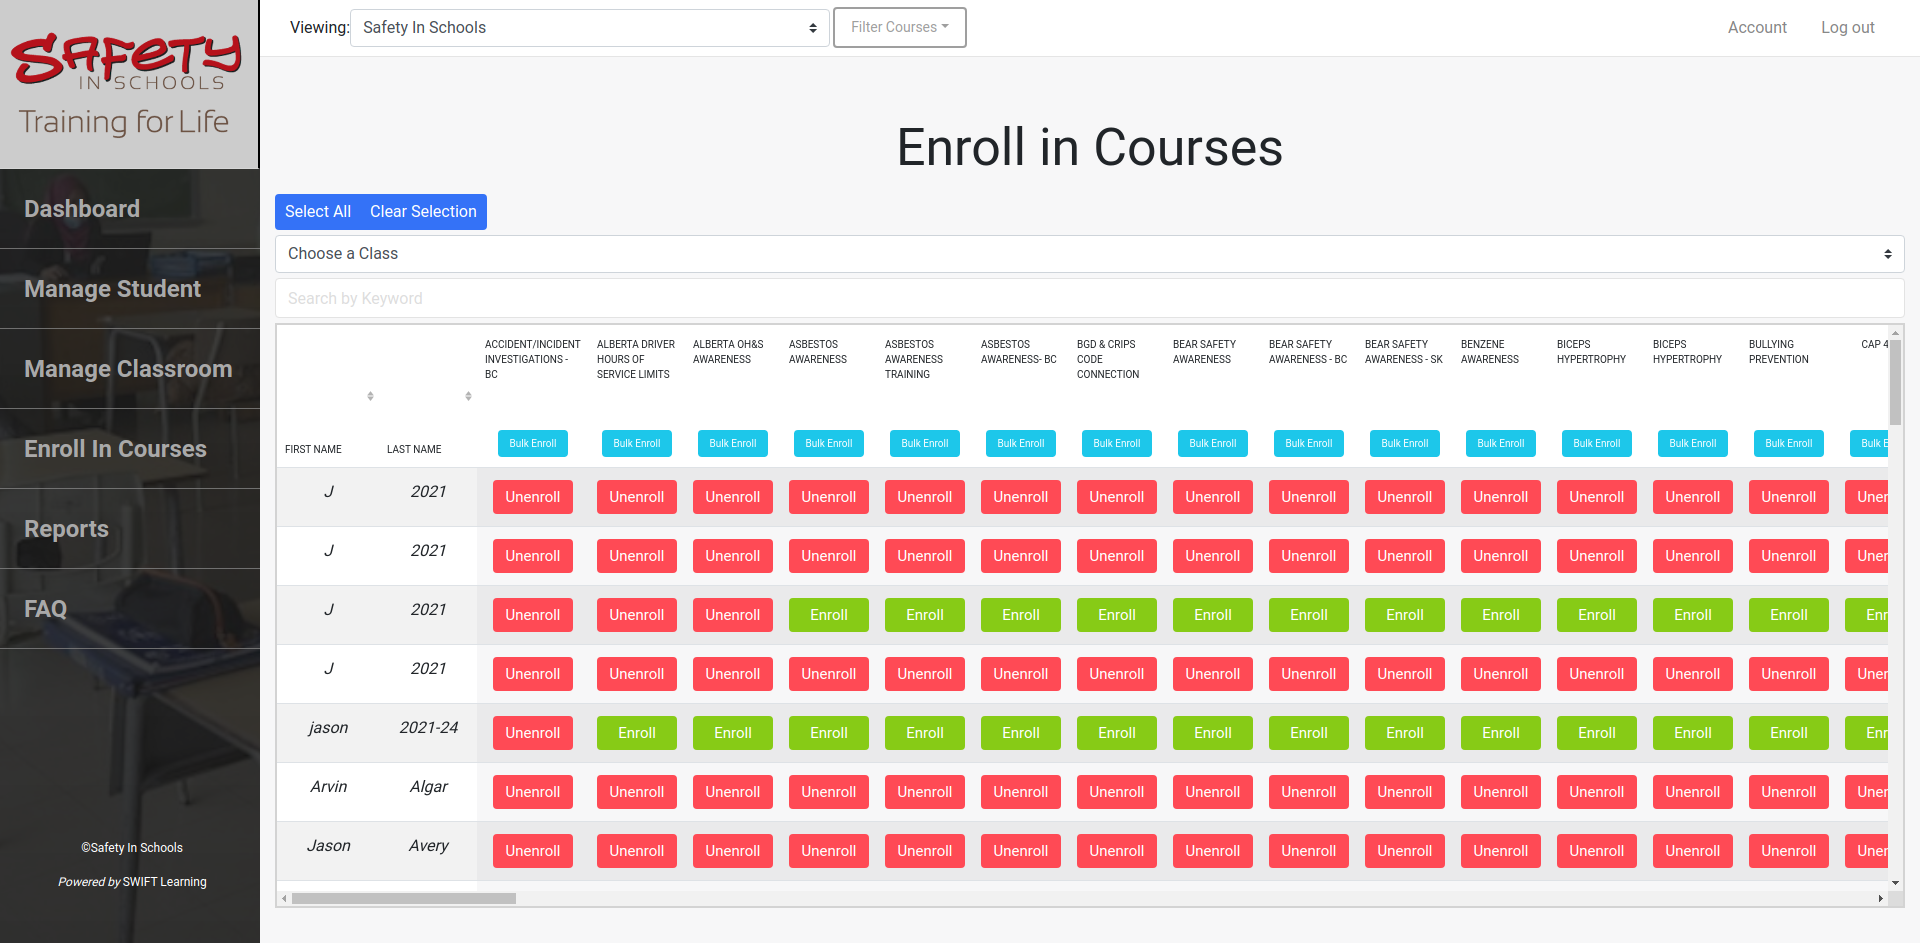 SAFETY
IN SCHOOLS
Training for Life
Viewing: Safety In Schools Filter Courses Account Log out
Dashboard
Manage Student
Manage Classroom
Enroll In Courses
Reports
FAQ
©Safety In Schools
Powered by SWIFT Learning
Enroll in Courses
Select All Clear Selection
Choose a Class
Search by Keyword
FIRST NAME LAST NAME
ACCIDENT/INCIDENT
INVESTIGATIONS -
BC
ALBERTA DRIVER
HOURS OF
SERVICE LIMITS
ALBERTA OH&S
AWARENESS
ASBESTOS
AWARENESS
ASBESTOS
AWARENESS
TRAINING
ASBESTOS
AWARENESS- BC
BGD & CRIPS
CODE
CONNECTION
BEAR SAFETY
AWARENESS
BEAR SAFETY
AWARENESS - BC
BEAR SAFETY
AWARENESS - SK
BENZENE
AWARENESS
BICEPS
HYPERTROPHY
BICEPS
HYPERTROPHY
BULLYING
PREVENTION
CAP 4
Bulk Enroll Bulk Enroll Bulk Enroll Bulk Enroll Bulk Enroll Bulk Enroll Bulk Enroll Bulk Enroll Bulk Enroll Bulk Enroll Bulk Enroll Bulk Enroll Bulk Enroll Bulk Enroll Bulk E
J 2021 Unenroll Unenroll Unenroll Unenroll Unenroll Unenroll Unenroll Unenroll Unenroll Unenroll Unenroll Unenroll Unenroll Unenroll Uner
J 2021 Unenroll Unenroll Unenroll Unenroll Unenroll Unenroll Unenroll Unenroll Unenroll Unenroll Unenroll Unenroll Unenroll Unenroll Uner
J 2021 Unenroll Unenroll Unenroll Enroll Enroll Enroll Enroll Enroll Enroll Enroll Enroll Enroll Enroll Enroll Enr
J 2021 Unenroll Unenroll Unenroll Unenroll Unenroll Unenroll Unenroll Unenroll Unenroll Unenroll Unenroll Unenroll Unenroll Unenroll Uner
jason 2021-24 Unenroll Enroll Enroll Enroll Enroll Enroll Enroll Enroll Enroll Enroll Enroll Enroll Enroll Enroll Enr
Arvin Algar Unenroll Unenroll Unenroll Unenroll Unenroll Unenroll Unenroll Unenroll Unenroll Unenroll Unenroll Unenroll Unenroll Unenroll Uner
Jason Avery Unenroll Unenroll Unenroll Unenroll Unenroll Unenroll Unenroll Unenroll Unenroll Unenroll Unenroll Unenroll Unenroll Unenroll Uner